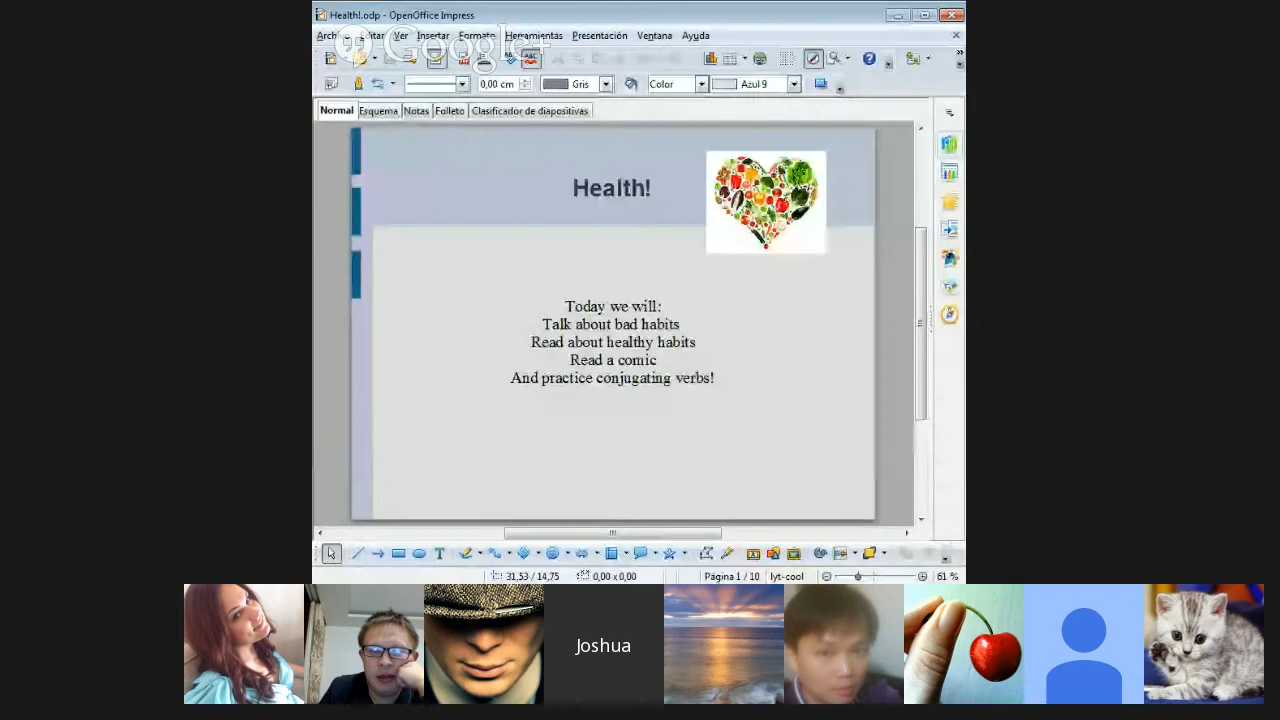 Health!.odp - OpenOffice Impress
Google+
Editar Ver Insertar Formato Herramientas Presentación Ventana Ayuda
0,00 cm Gris Color Azul 9
Normal Esquema Notas Folleto Clasificador de diapositivas
Health!
Today we will:
Talk about bad habits
Read about healthy habits
Read a comic
And practice conjugating verbs!
31,53 / 14,75 0,00 x 0,00 Página 1 / 10 lyt-cool 61 %
Joshua